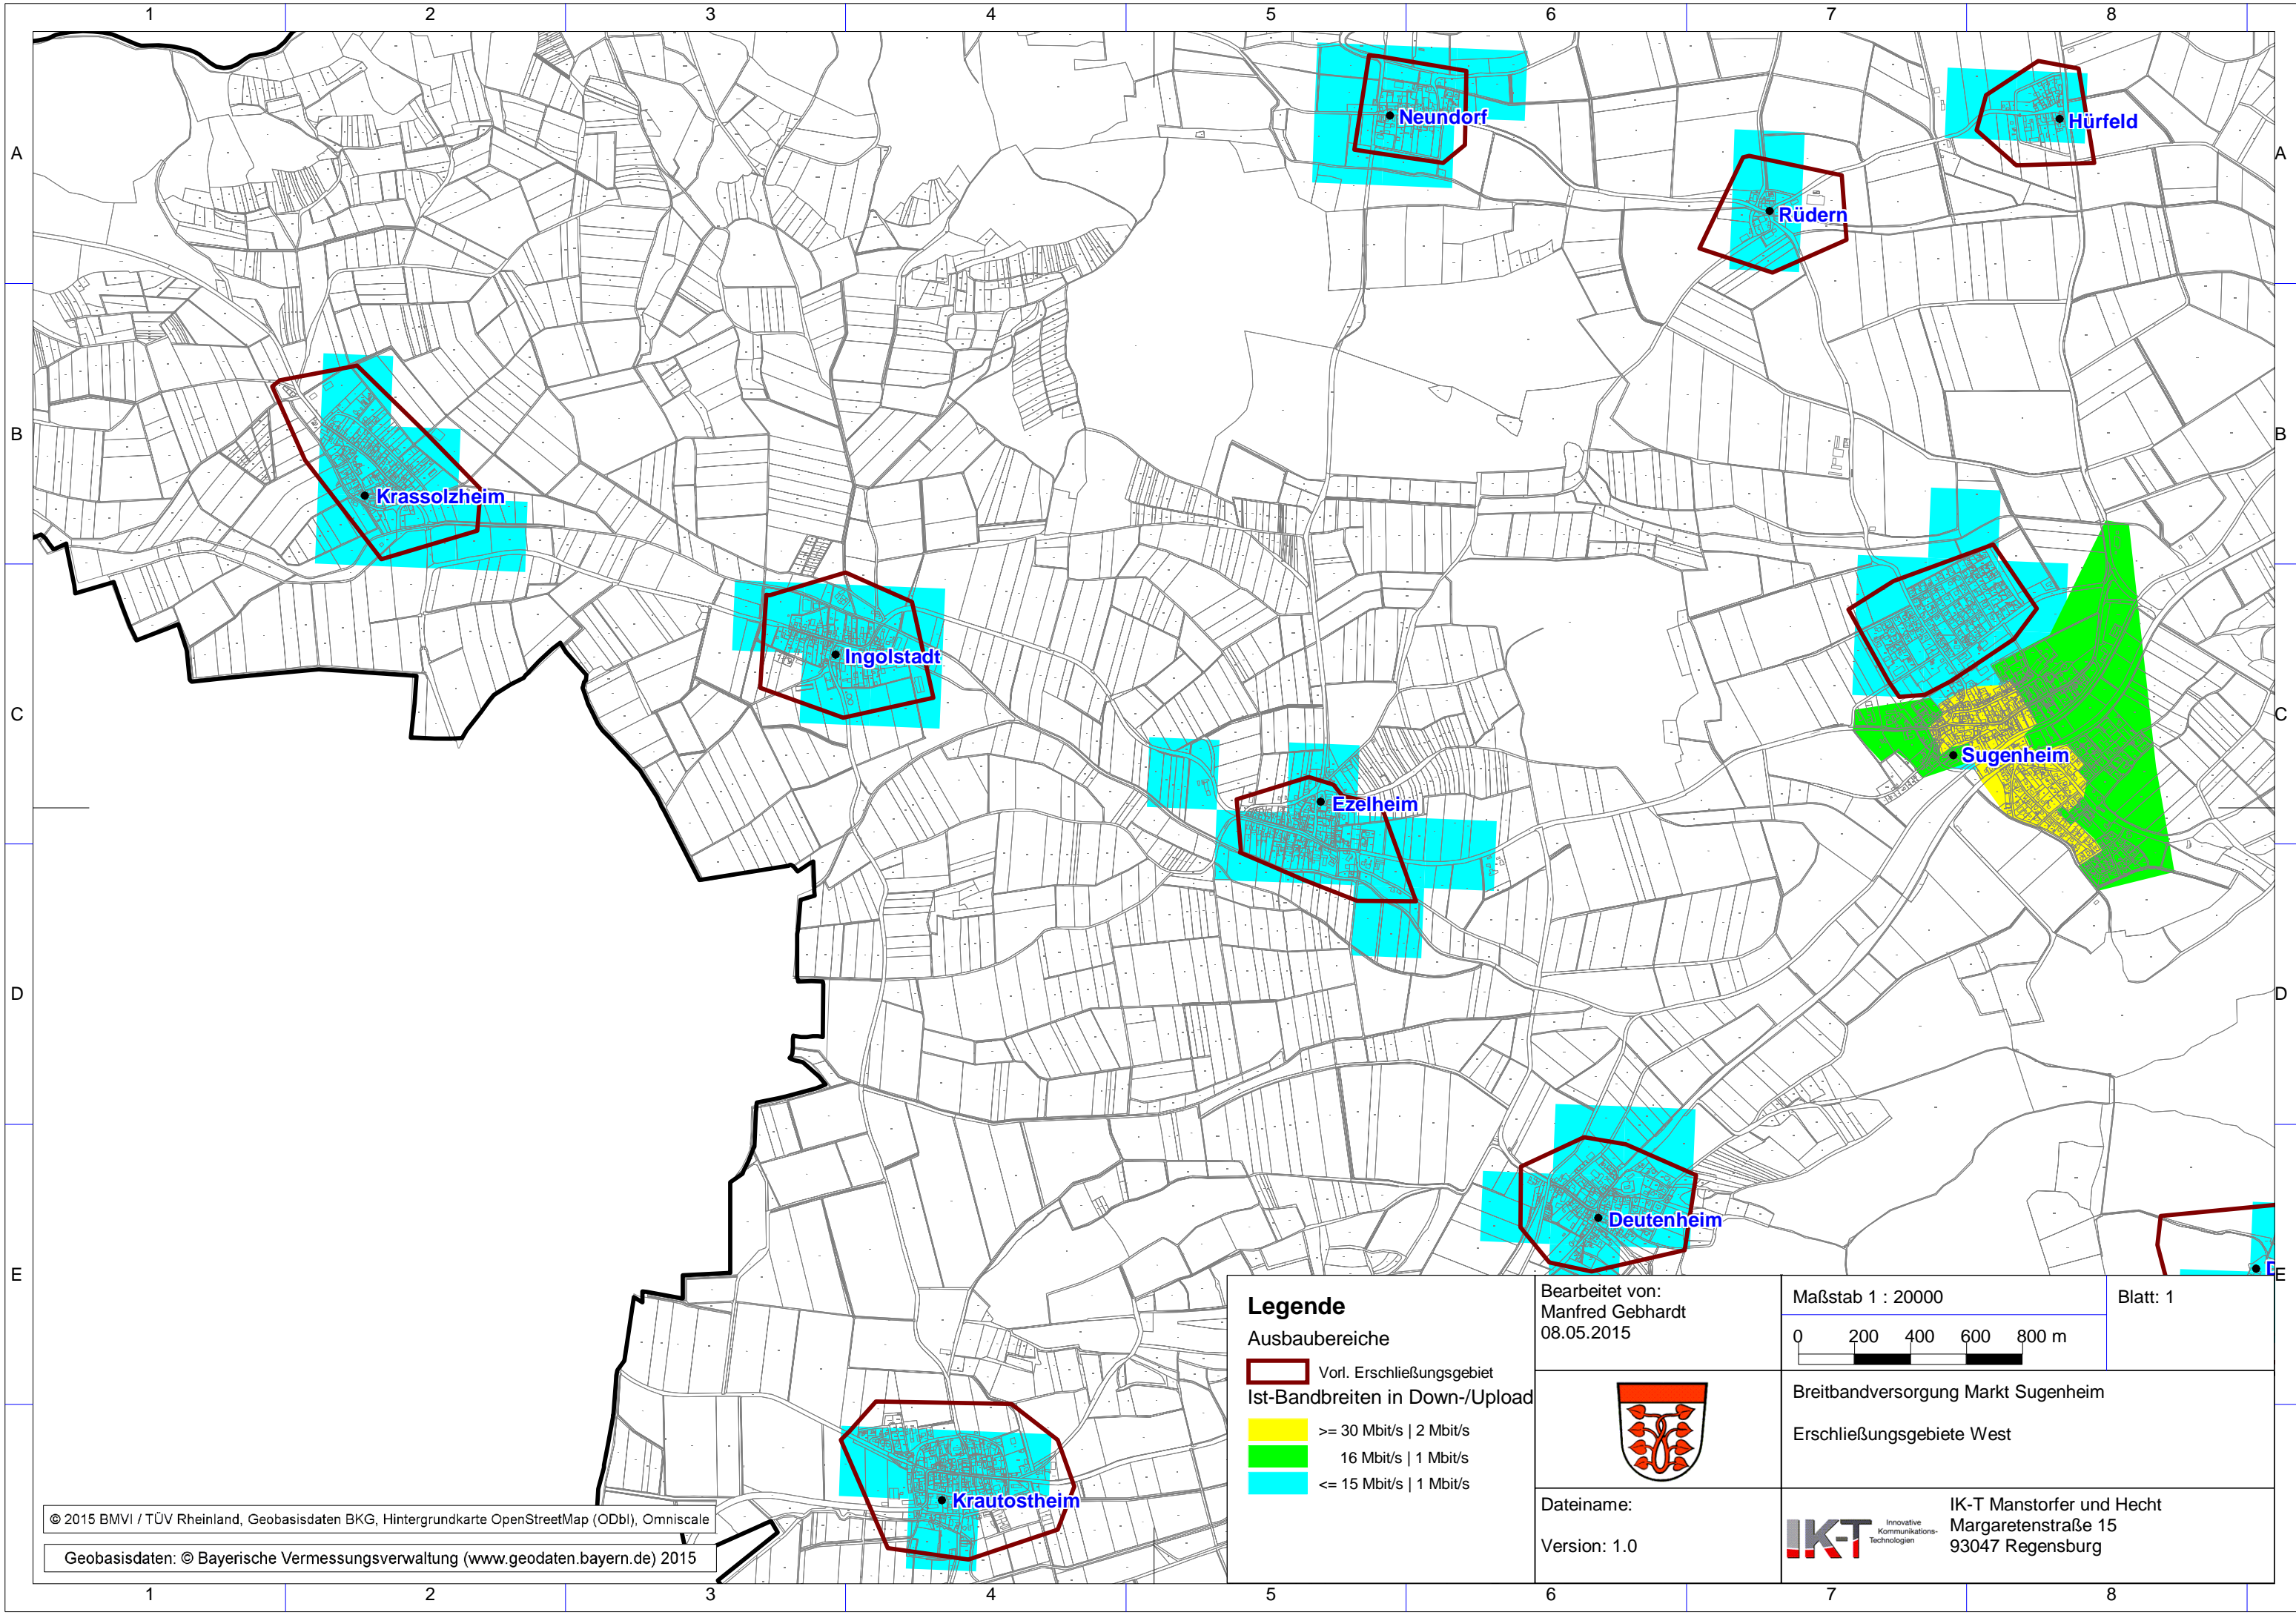 1 2 3 4 5 6 7 8
A A
B B
C C
D D
E E
Neundorf
Hürfeld
Rüdern
Krassolzheim
Ingolstadt
Sugenheim
Ezelheim
Deutenheim
D
Krautostheim
© 2015 BMVI / TÜV Rheinland, Geobasisdaten BKG, Hintergrundkarte OpenStreetMap (ODbl), Omniscale
Geobasisdaten: © Bayerische Vermessungsverwaltung (www.geodaten.bayern.de) 2015
Legende
Ausbaubereiche
Vorl. Erschließungsgebiet
Ist-Bandbreiten in Down-/Upload
>= 30 Mbit/s | 2 Mbit/s
16 Mbit/s | 1 Mbit/s
<= 15 Mbit/s | 1 Mbit/s
Bearbeitet von:
Manfred Gebhardt
08.05.2015
Maßstab 1 : 20000
0 200 400 600 800 m
Blatt: 1
Breitbandversorgung Markt Sugenheim
Erschließungsgebiete West
Dateiname:
Version: 1.0
IK-T
Innovative
Kommunikations-
Technologien
IK-T Manstorfer und Hecht
Margaretenstraße 15
93047 Regensburg
1 2 3 4 5 6 7 8